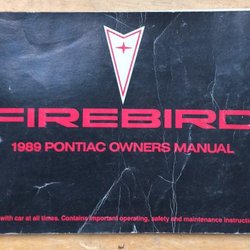 FIREBIRD
1989 PONTIAC OWNERS MANUAL
with car at all times. Contains important operating, safety and maintenance